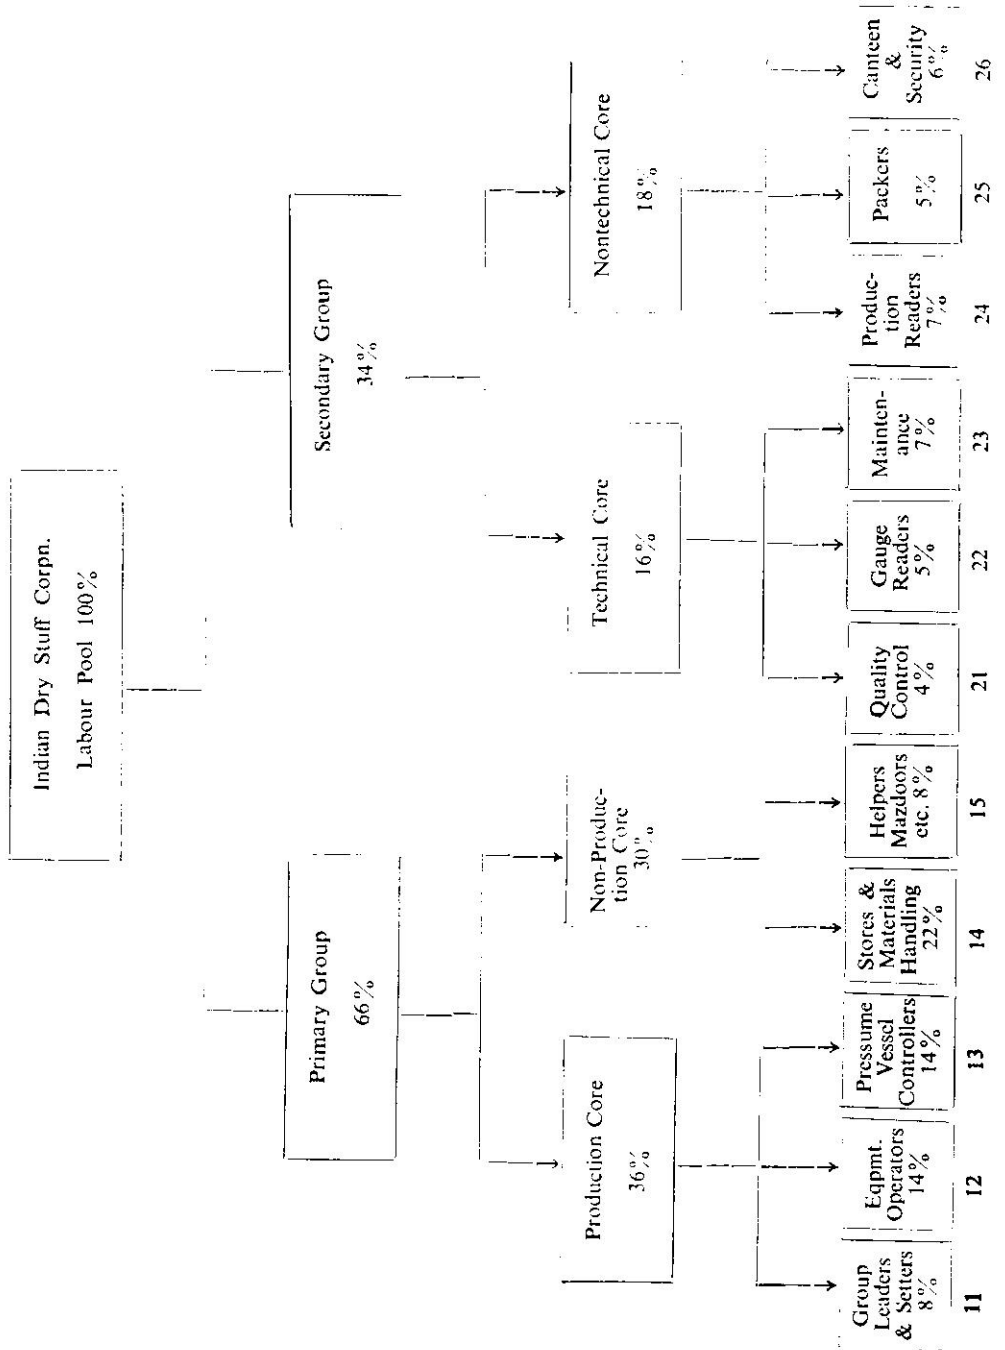 Indian Dry Stuff Corpn.
Labour Pool 100%
Primary Group
66%
Secondary Group
34%
Production Core
36%
Non-Produc-
tion Core
30%
Technical Core
16%
Nontechnical Core
18%
Group
Leaders
& Setters
8%
Eqpmt.
Operators
14%
Pressume
Vessel
Controllers
14%
Stores &
Materials
Handling
22%
Helpers
Mazdoors
etc. 8%
Quality
Control
4%
Gauge
Readers
5%
Mainten-
ance
7%
Produc-
tion
Readers
7%
Packers
5%
Canteen
&
Security
6%
11
12
13
14
15
21
22
23
24
25
26